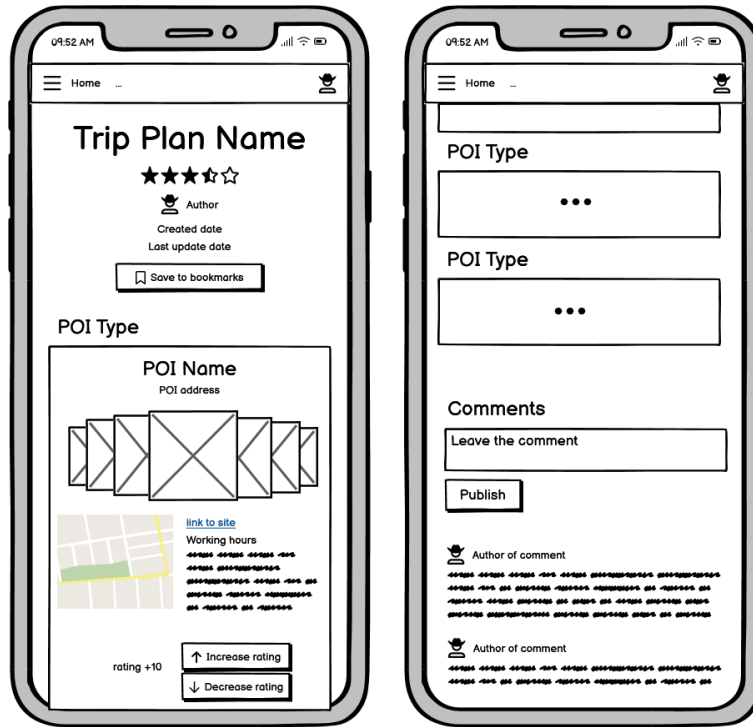 09:52 AM
Home ...
Trip Plan Name
Author
Created date
Last update date
Save to bookmarks
POI Type
POI Name
POI address
link to site
Working hours
rating +10
Increase rating
Decrease rating
09:52 AM
Home ...
POI Type
POI Type
Comments
Leave the comment
Publish
Author of comment
Author of comment